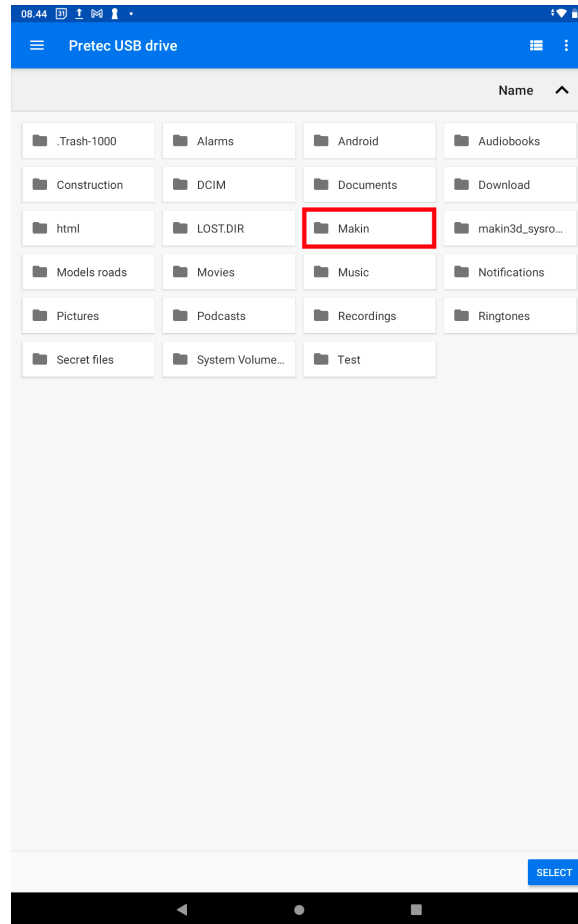 08.44 31
Pretec USB drive
Name
.Trash-1000 Alarms Android Audiobooks
Construction DCIM Documents Download
html LOST.DIR Makin makin3d_sysro...
Models roads Movies Music Notifications
Pictures Podcasts Recordings Ringtones
Secret files System Volume... Test
SELECT